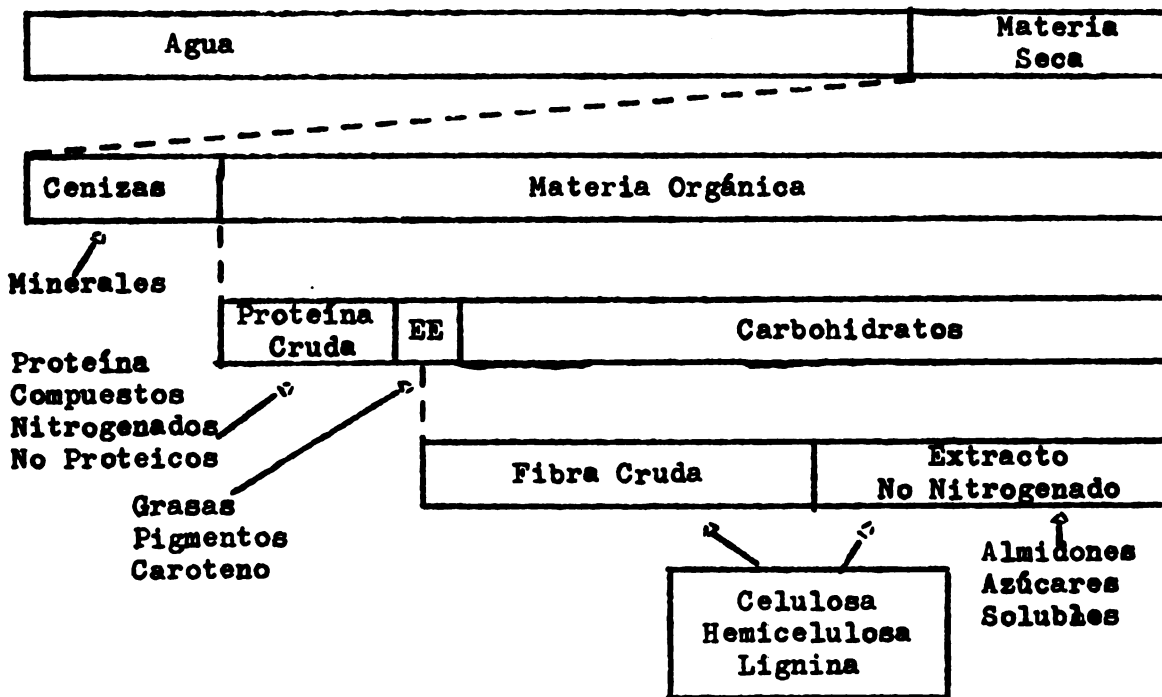 Agua
Materia
Seca
Cenizas
Materia Orgánica
Minerales
Proteína
Cruda
EE
Carbohidratos
Proteína
Compuestos
Nitrogenados
No Proteicos
Fibra Cruda
Extracto
No Nitrogenado
Grasas
Pigmentos
Caroteno
Celulosa
Hemicelulosa
Lignina
Almidones
Azúcares
Solubles